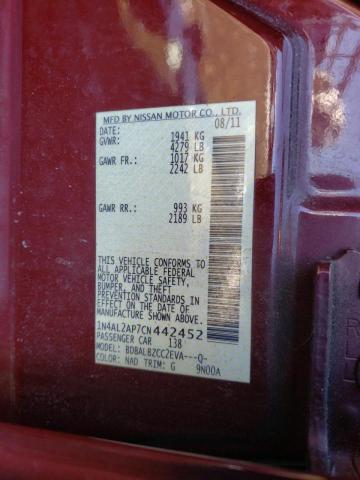 MFD BY NISSAN MOTOR CO., LTD.
DATE: 08/11
GVWR: 1941 KG
4279 LB
GAWR FR: 1017 KG
2242 LB
GAWR RR: 993 KG
2189 LB
THIS VEHICLE CONFORMS TO ALL
APPLICABLE FEDERAL MOTOR
VEHICLE SAFETY,
BUMPER, AND THEFT
PREVENTION STANDARDS IN
EFFECT ON THE DATE OF
MANUFACTURE SHOWN ABOVE.
1N4AL2AP7CN442452
PASSENGER CAR 138
MODEL: BDBALBZCC2EVA---Q-
COLOR: NAD TRIM: G 9N00A